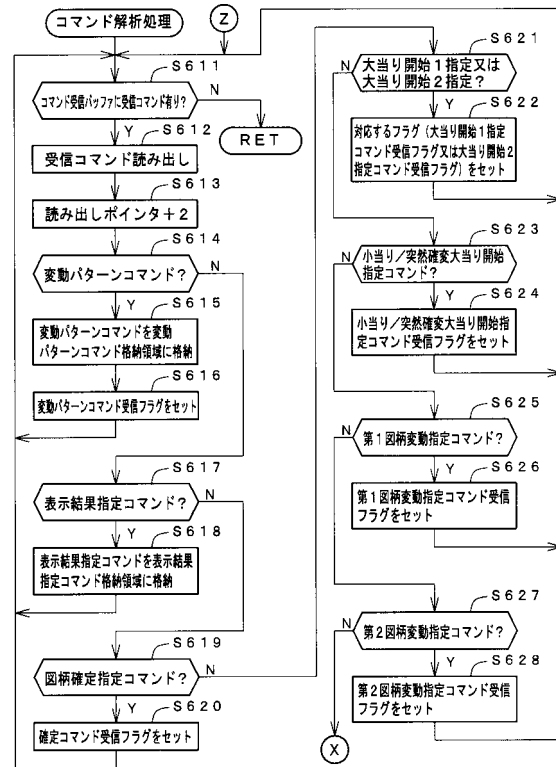 コマンド解析処理
Z
S611
コマンド受信バッファに受信コマンド有り?
N
Y
RET
S612
受信コマンド読み出し
S613
読み出しポインタ+2
S614
変動パターンコマンド?
N
Y
S615
変動パターンコマンドを変動
パターンコマンド格納領域に格納
S616
変動パターンコマンド受信フラグをセット
S617
表示結果指定コマンド?
N
Y
S618
表示結果指定コマンドを表示結果
指定コマンド格納領域に格納
S619
図柄確定指定コマンド?
N
Y
S620
確定コマンド受信フラグをセット
S621
大当り開始1指定又は
大当り開始2指定?
N
Y
S622
対応するフラグ(大当り開始1指定
コマンド受信フラグ又は大当り開始2
指定コマンド受信フラグ)をセット
S623
小当り/突然確変大当り開始
指定コマンド?
N
Y
S624
小当り/突然確変大当り開始指
定コマンド受信フラグをセット
S625
第1図柄変動指定コマンド?
N
Y
S626
第1図柄変動指定コマンド受信
フラグをセット
S627
第2図柄変動指定コマンド?
N
Y
S628
第2図柄変動指定コマンド受信
フラグをセット
X